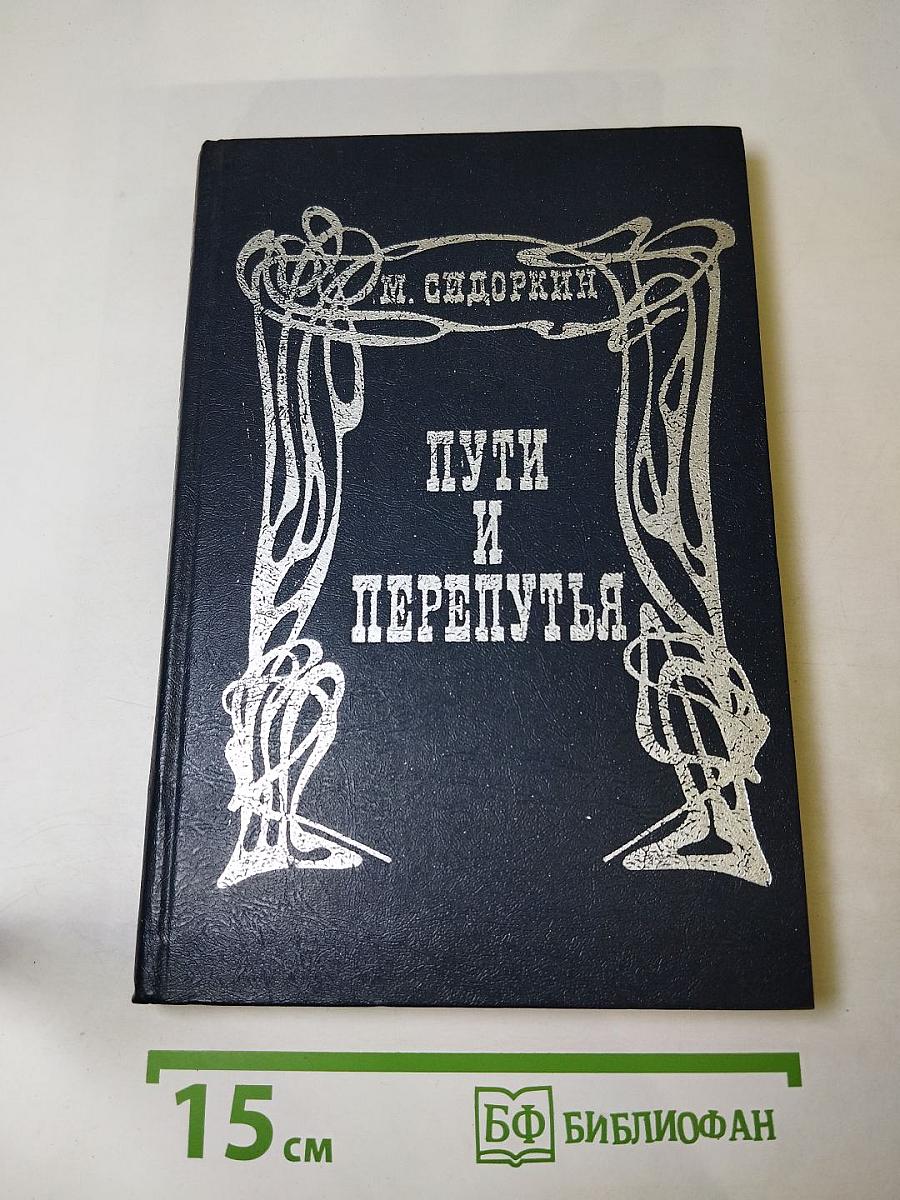 М. СИДОРКИН
ПУТИ
И
ПЕРЕПУТЬЯ
15 см
БФ БИБЛИОФАН